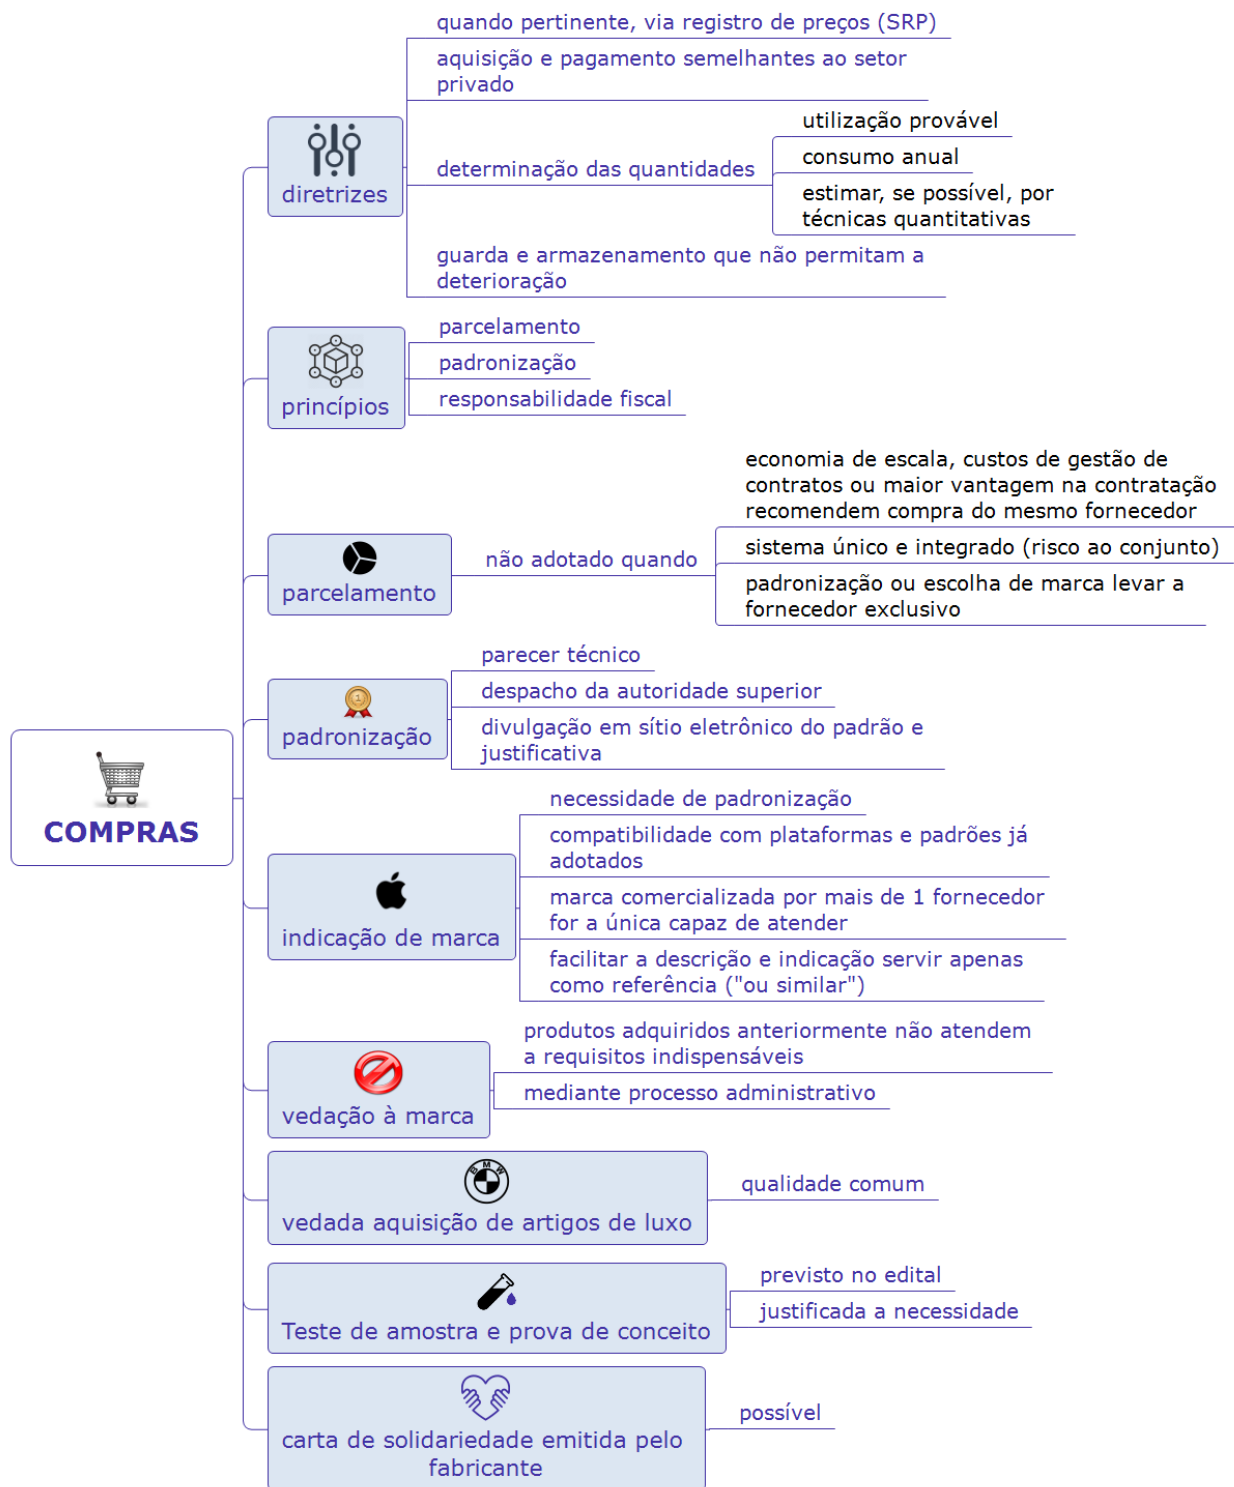 quando pertinente, via registro de preços (SRP)
aquisição e pagamento semelhantes ao setor
privado
diretrizes
determinação das quantidades
utilização provável
consumo anual
estimar, se possível, por
técnicas quantitativas
guarda e armazenamento que não permitam a
deterioração
princípios
parcelamento
padronização
responsabilidade fiscal
parcelamento
não adotado quando
economia de escala, custos de gestão de
contratos ou maior vantagem na contratação
recomendem compra do mesmo fornecedor
sistema único e integrado (risco ao conjunto)
padronização ou escolha de marca levar a
fornecedor exclusivo
1
padronização
parecer técnico
despacho da autoridade superior
divulgação em sítio eletrônico do padrão e
justificativa
COMPRAS
indicação de marca
necessidade de padronização
compatibilidade com plataformas e padrões já
adotados
marca comercializada por mais de 1 fornecedor
for a única capaz de atender
facilitar a descrição e indicação servir apenas
como referência ("ou similar")
vedação à marca
produtos adquiridos anteriormente não atendem
a requisitos indispensáveis
mediante processo administrativo
BMW
vedada aquisição de artigos de luxo
qualidade comum
Teste de amostra e prova de conceito
previsto no edital
justificada a necessidade
carta de solidariedade emitida pelo
fabricante
possível